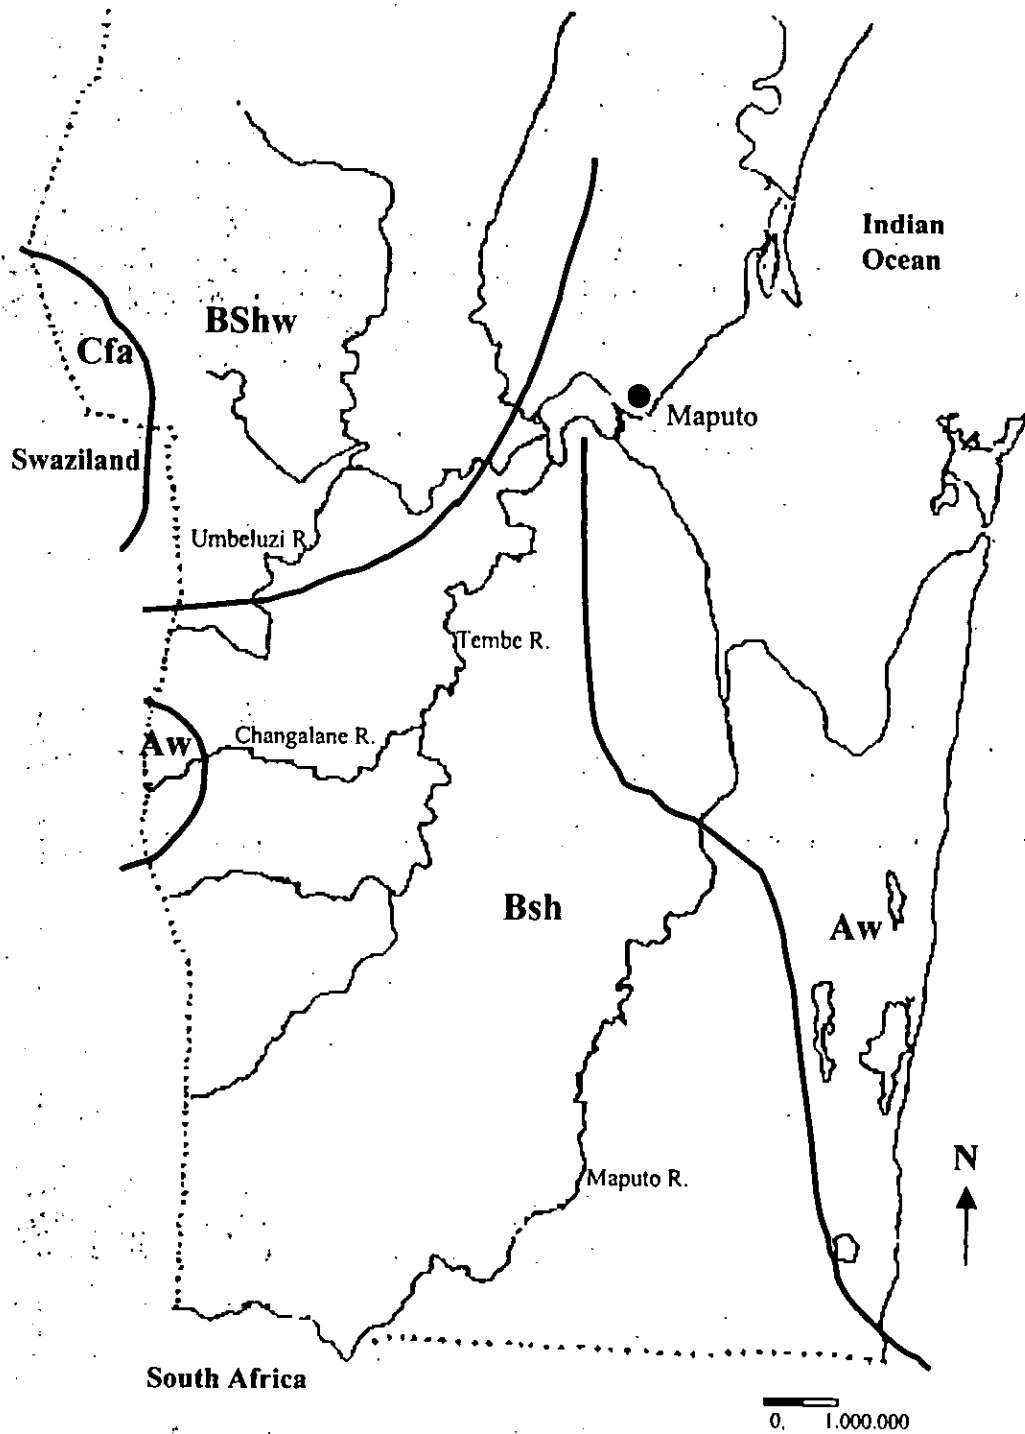 Indian
Ocean
BShw
Cfa
Maputo
Swaziland
Umbeluzi R.
Tembe R.
Changalane R.
Aw
Bsh
Aw
N
Maputo R.
South Africa
0, 1.000.000